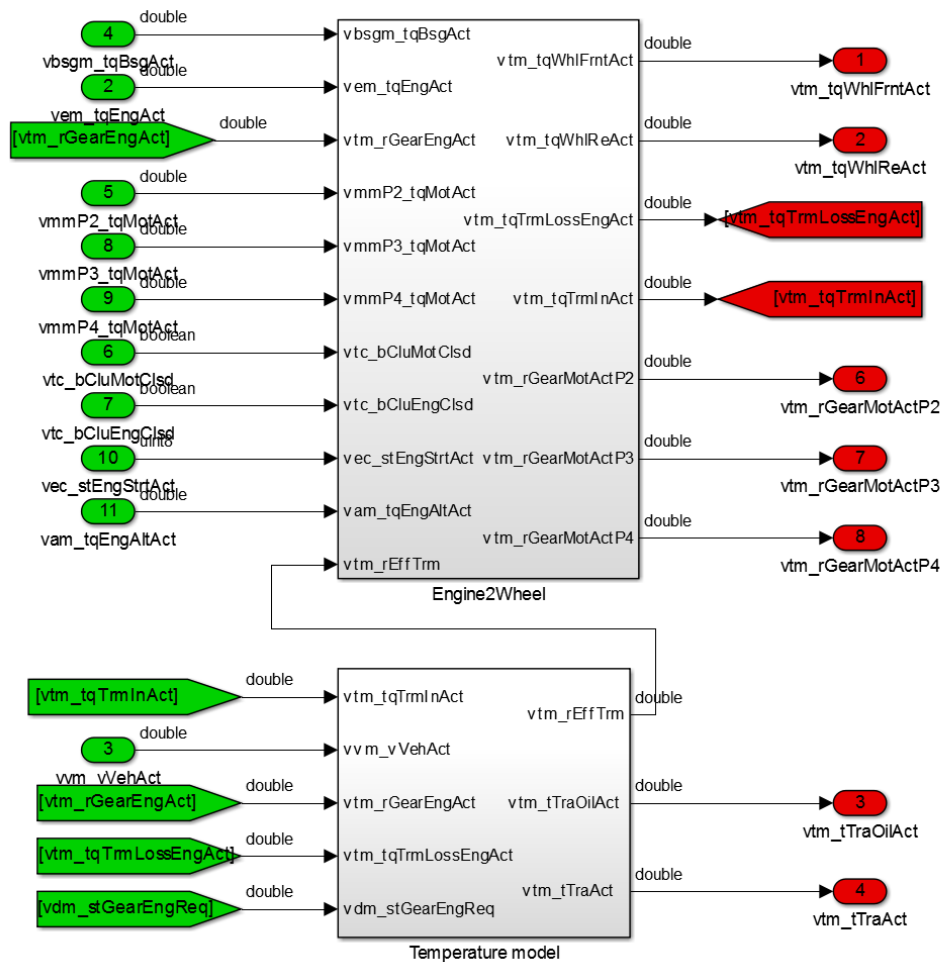 4
double
vbsgm_tqBsgAct
vbsgm_tqBsgAct
2
double
vem_tqEngAct
vem_tqEngAct
[vtm_rGearEngAct]
double
vtm_rGearEngAct
5
double
vmmP2_tqMotAct
vmmP2_tqMotAct
8
double
vmmP3_tqMotAct
vmmP3_tqMotAct
9
double
vmmP4_tqMotAct
vmmP4_tqMotAct
6
boolean
vtc_bCluMotClsd
vtc_bCluMotClsd
7
boolean
vtc_bCluEngClsd
vtc_bCluEngClsd
10
uint8
vec_stEngStrtAct
vec_stEngStrtAct
11
double
vam_tqEngAltAct
vam_tqEngAltAct
vtm_rEffTrm
vtm_tqWhlFrntAct
double
1
vtm_tqWhlFrntAct
vtm_tqWhlReAct
double
2
vtm_tqWhlReAct
vtm_tqTrmLossEngAct
double
[vtm_tqTrmLossEngAct]
vtm_tqTrmInAct
double
[vtm_tqTrmInAct]
vtm_rGearMotActP2
double
6
vtm_rGearMotActP2
vtm_rGearMotActP3
double
7
vtm_rGearMotActP3
vtm_rGearMotActP4
double
8
vtm_rGearMotActP4
Engine2Wheel
[vtm_tqTrmInAct]
double
vtm_tqTrmInAct
3
double
vvm_vVehAct
vvm_vVehAct
[vtm_rGearEngAct]
double
vtm_rGearEngAct
[vtm_tqTrmLossEngAct]
double
vtm_tqTrmLossEngAct
[vdm_stGearEngReq]
double
vdm_stGearEngReq
vtm_rEffTrm
double
vtm_tTraOilAct
double
3
vtm_tTraOilAct
vtm_tTraAct
double
4
vtm_tTraAct
Temperature model